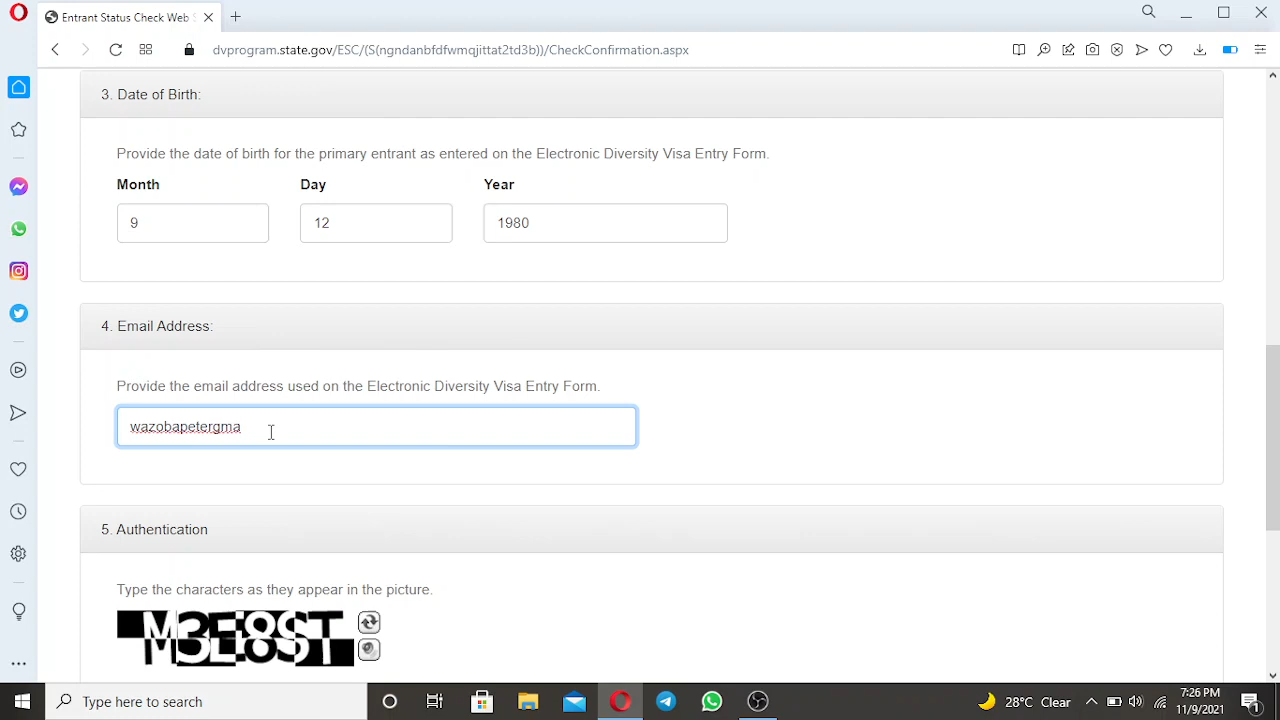 Entrant Status Check Web S
dvprogram.state.gov/ESC/(S(ngndanbfdfwmqjittat2td3b))/CheckConfirmation.aspx
3. Date of Birth:
Provide the date of birth for the primary entrant as entered on the Electronic Diversity Visa Entry Form.
Month Day Year
9 12 1980
4. Email Address:
Provide the email address used on the Electronic Diversity Visa Entry Form.
wazobapetergma
5. Authentication
Type the characters as they appear in the picture.
M3E8ST
Type here to search
28°C Clear
7:26 PM
11/9/2021
1